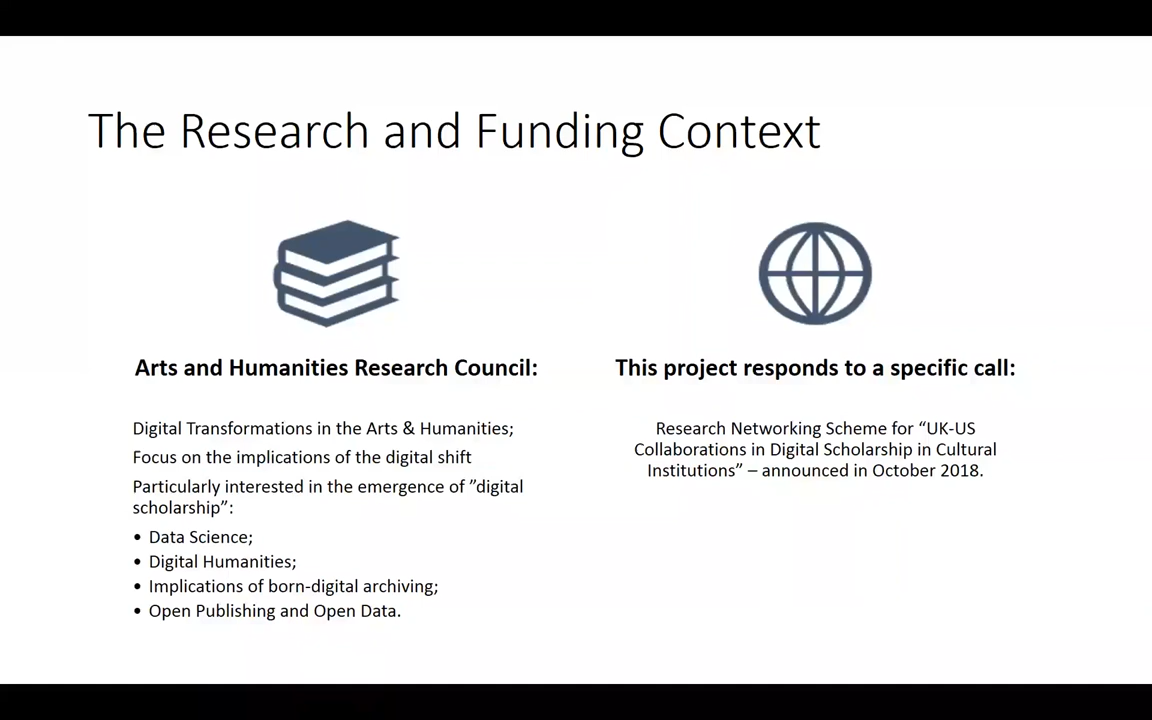 The Research and Funding Context
Arts and Humanities Research Council:
Digital Transformations in the Arts & Humanities;
Focus on the implications of the digital shift
Particularly interested in the emergence of ”digital
scholarship”:
• Data Science;
• Digital Humanities;
• Implications of born-digital archiving;
• Open Publishing and Open Data.
This project responds to a specific call:
Research Networking Scheme for “UK-US
Collaborations in Digital Scholarship in Cultural
Institutions” – announced in October 2018.